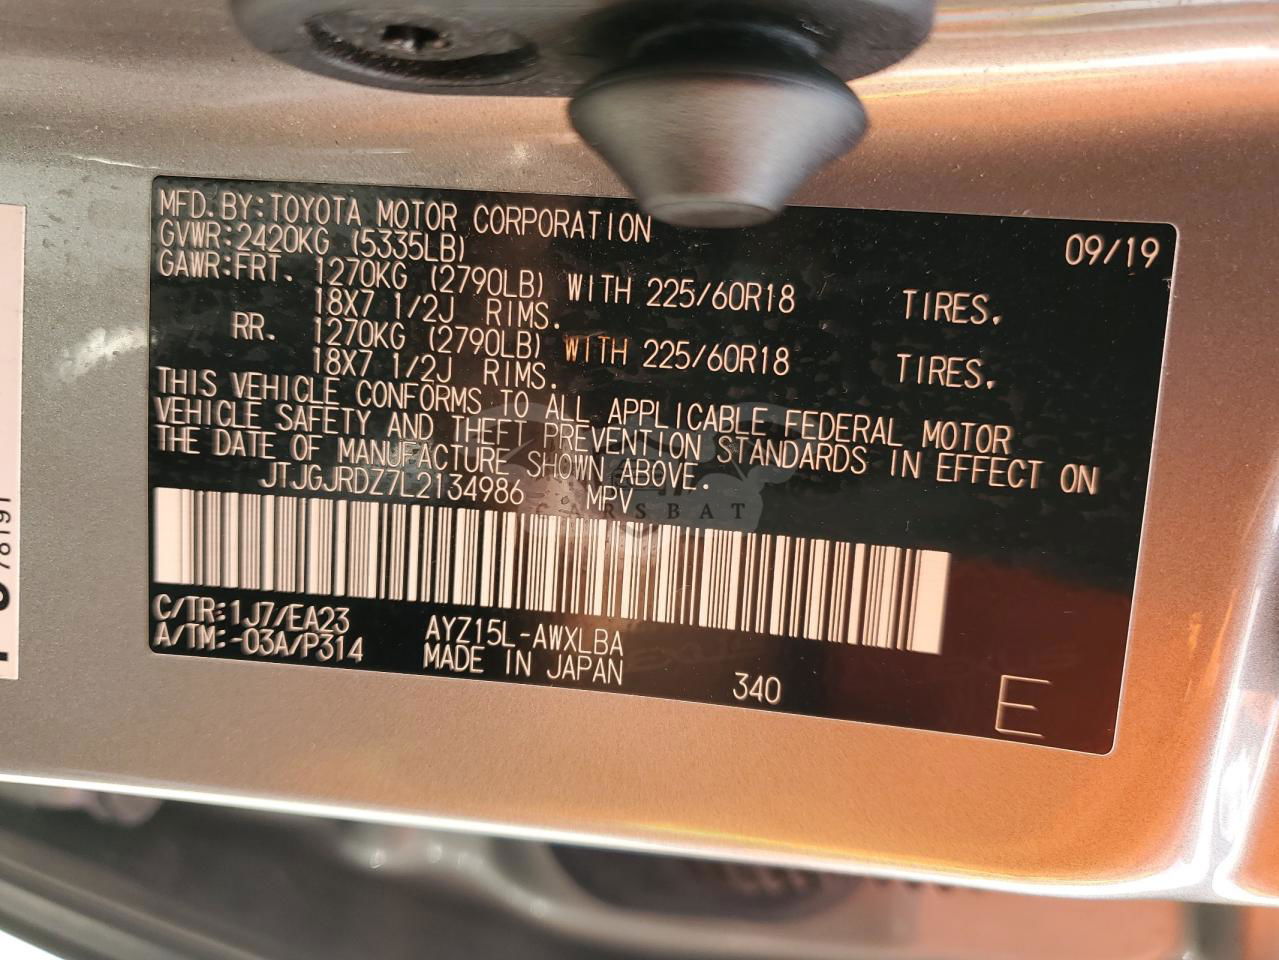 MFD.BY:TOYOTA MOTOR CORPORATION 09/19
GVWR:2420KG (5335LB)
GAWR:FRT. 1270KG (2790LB) WITH 225/60R18 TIRES,
18X7 1/2J RIMS.
RR. 1270KG (2790LB) WITH 225/60R18 TIRES,
18X7 1/2J RIMS.
THIS VEHICLE CONFORMS TO ALL APPLICABLE FEDERAL MOTOR
VEHICLE SAFETY AND THEFT PREVENTION STANDARDS IN EFFECT ON
THE DATE OF MANUFACTURE SHOWN ABOVE.
JTJGJRDZ7L2134986 MPV
CARSBAT
C/TR:1J7/EA23 AYZ15L-AWXLBA
A/TM:-03A/P314 MADE IN JAPAN 340 E